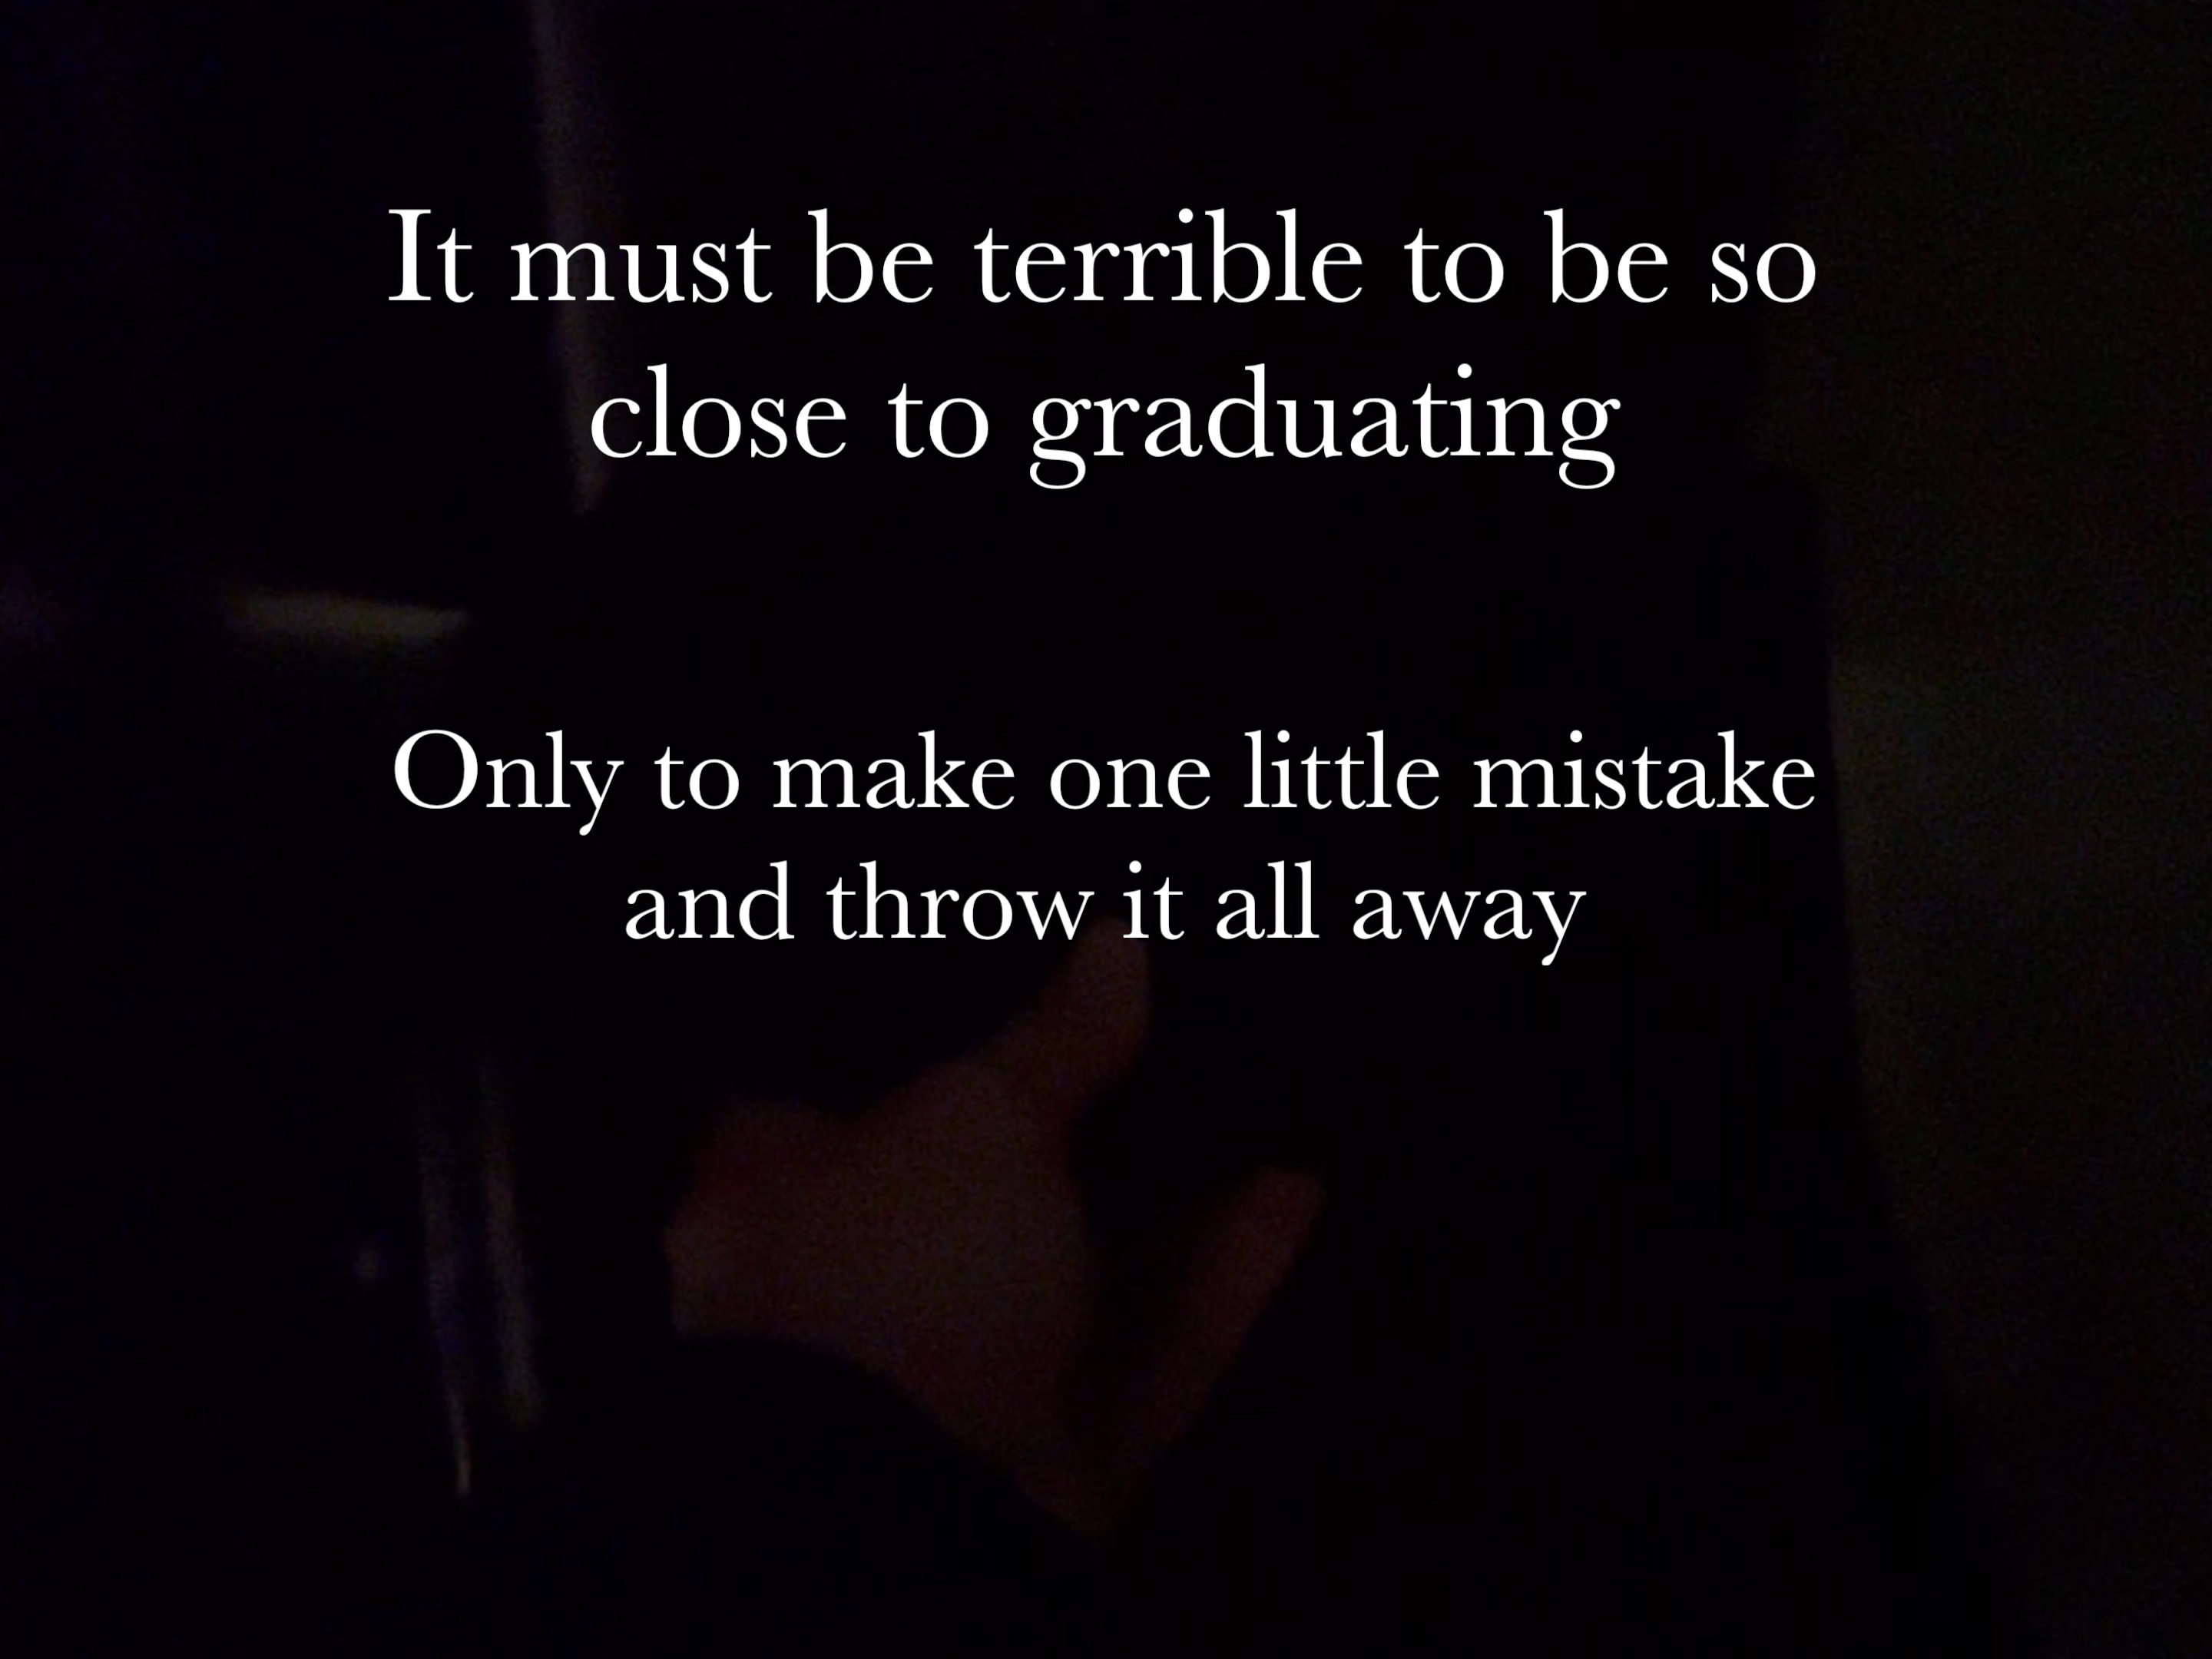 It must be terrible to be so
close to graduating
Only to make one little mistake
and throw it all away